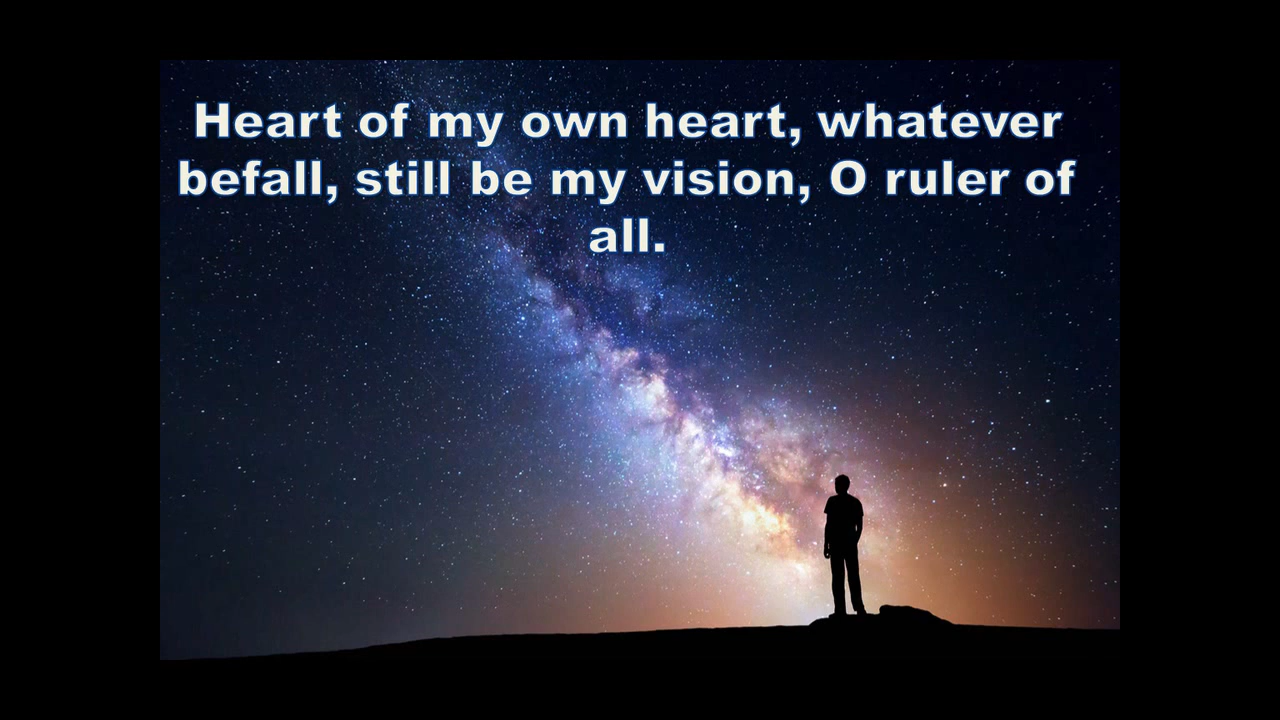 Heart of my own heart, whatever
befall, still be my vision, O ruler of
all.